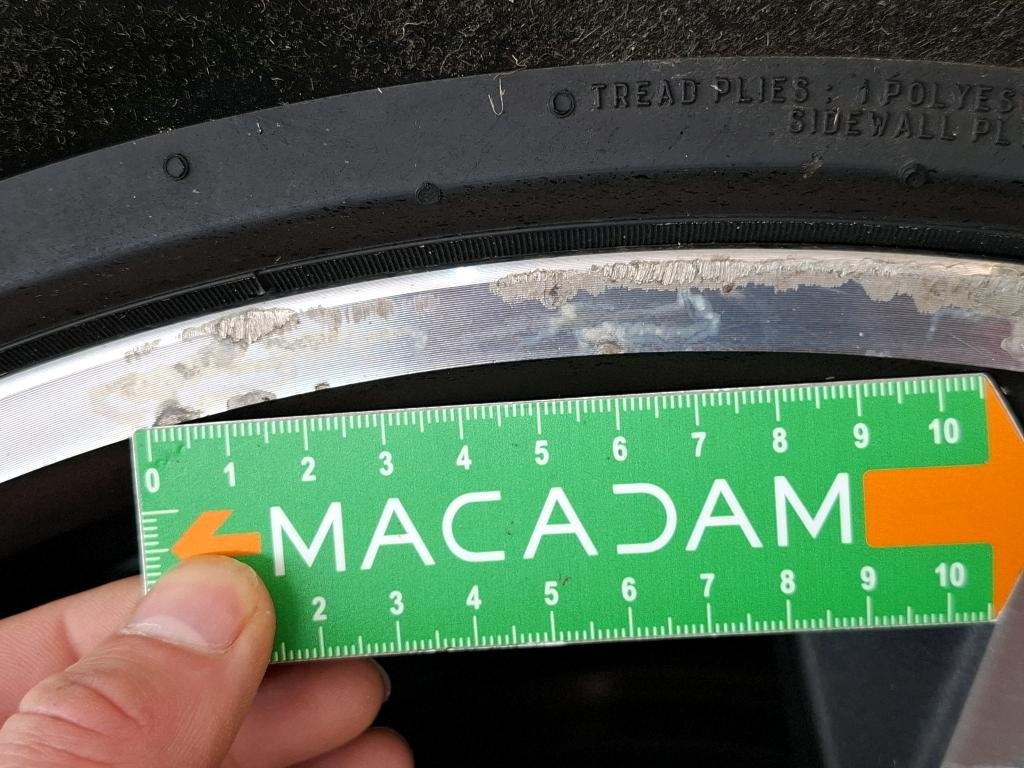 TREAD PLIES : 1 POLYES
SIDEWALL PL
0 1 2 3 4 5 6 7 8 9 10
MACADAM
2 3 4 5 6 7 8 9 10